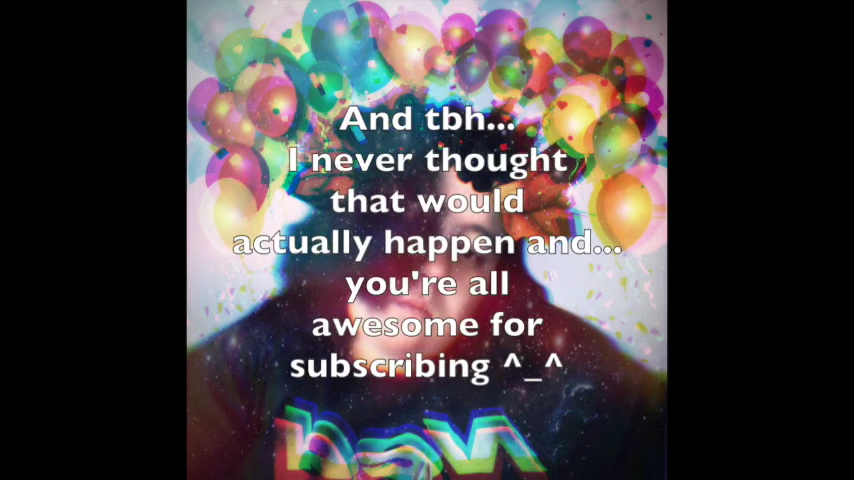 And tbh...
I never thought
that would
actually happen and...
you're all
awesome for
subscribing ^_^